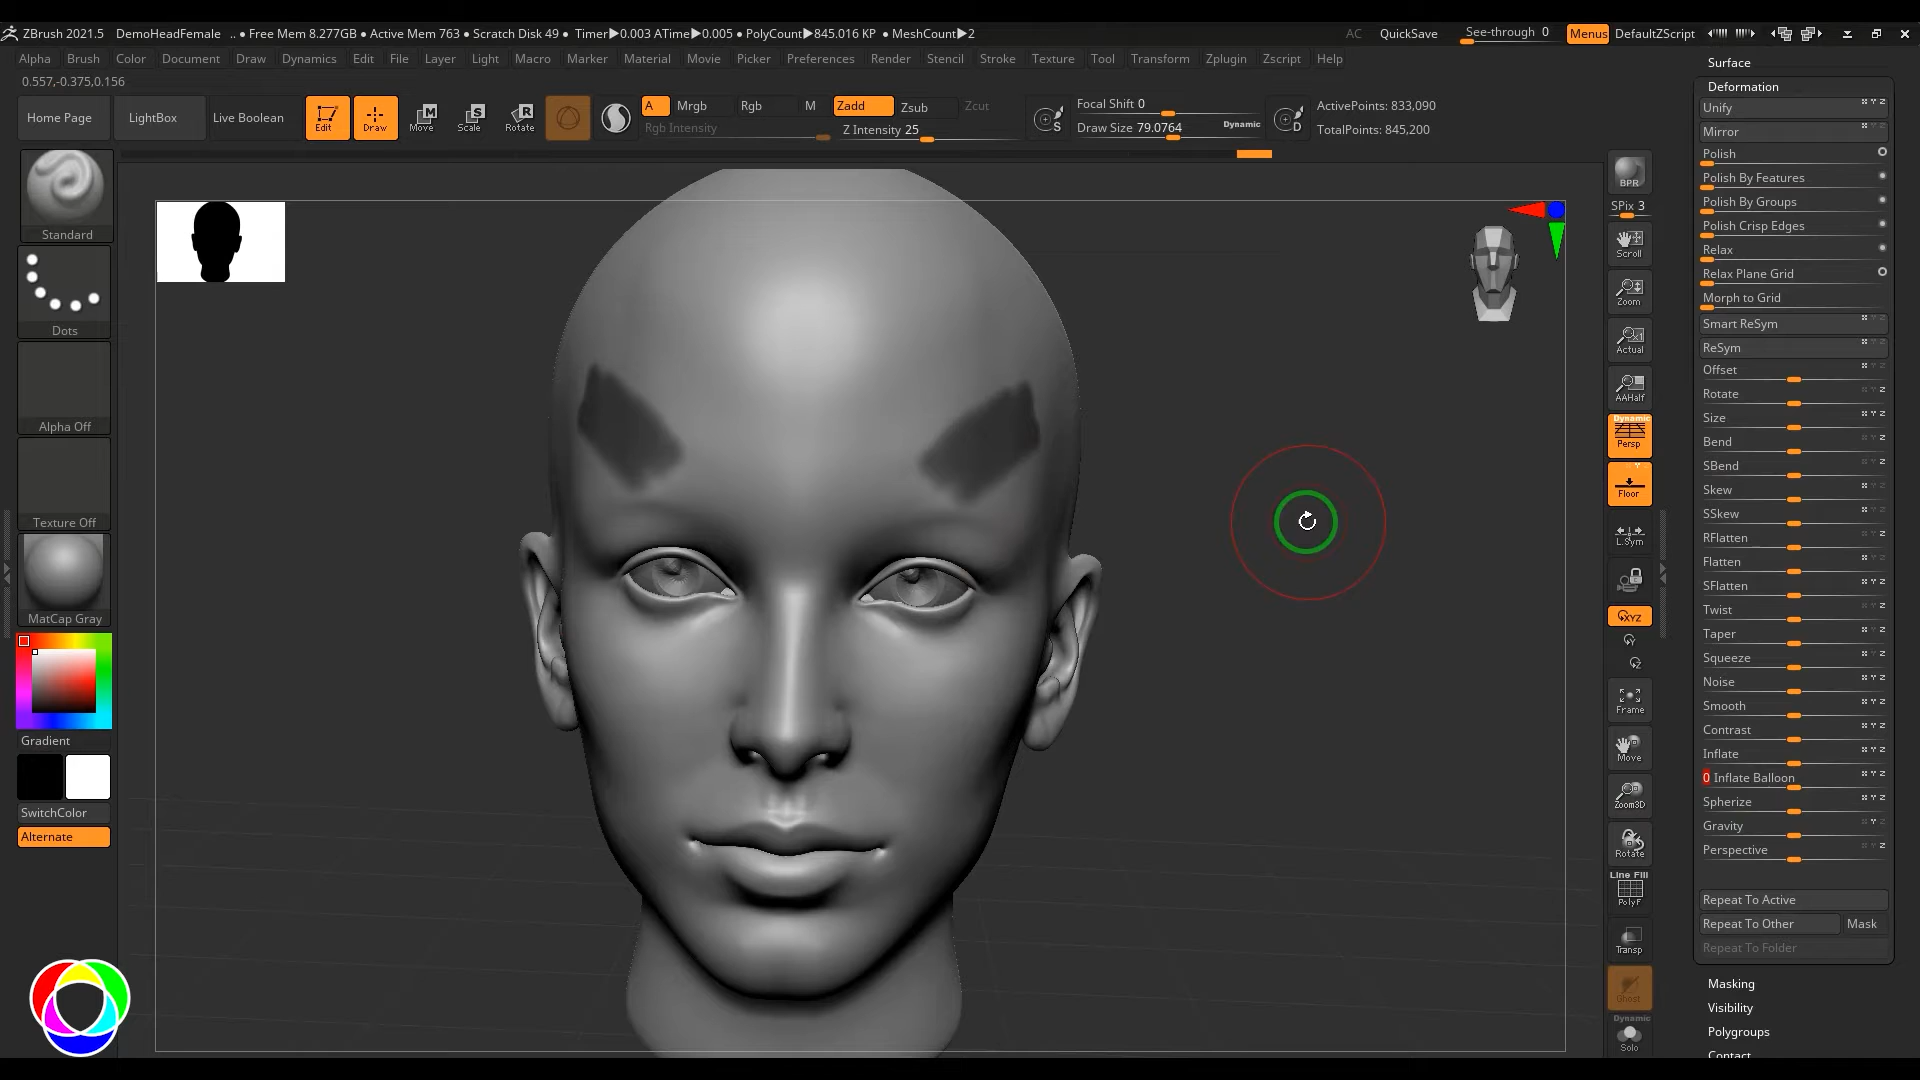 ZBrush 2021.5 DemoHeadFemale .. • Free Mem 8.277GB • Active Mem 763 • Scratch Disk 49 • Timer▶0.003 ATime▶0.005 • PolyCount▶845.016 KP • MeshCount▶2 AC QuickSave See-through 0 Menus DefaultZScript
Alpha Brush Color Document Draw Dynamics Edit File Layer Light Macro Marker Material Movie Picker Preferences Render Stencil Stroke Texture Tool Transform Zplugin Zscript Help
0.557,-0.375,0.156
Home Page LightBox Live Boolean Edit Draw Move Scale Rotate
A Mrgb Rgb M Zadd Zsub Zcut
Rgb Intensity Z Intensity 25
S Focal Shift 0
Draw Size 79.0764 Dynamic
D ActivePoints: 833,090
TotalPoints: 845,200
Standard
Dots
Alpha Off
Texture Off
MatCap Gray
Gradient
SwitchColor
Alternate
BPR
SPix 3
Scroll
Zoom
Actual
AAHalf
Dynamic
Persp
Floor
L.Sym
XYZ
Y
Z
Frame
Move
Zoom3D
Rotate
Line Fill
PolyF
Transp
Ghost
Dynamic
Solo
Surface
Deformation
Unify
Mirror
Polish
Polish By Features
Polish By Groups
Polish Crisp Edges
Relax
Relax Plane Grid
Morph to Grid
Smart ReSym
ReSym
Offset
Rotate
Size
Bend
SBend
Skew
SSkew
RFlatten
Flatten
SFlatten
Twist
Taper
Squeeze
Noise
Smooth
Contrast
Inflate
0 Inflate Balloon
Spherize
Gravity
Perspective
Repeat To Active
Repeat To Other Mask
Repeat To Folder
Masking
Visibility
Polygroups
Contact